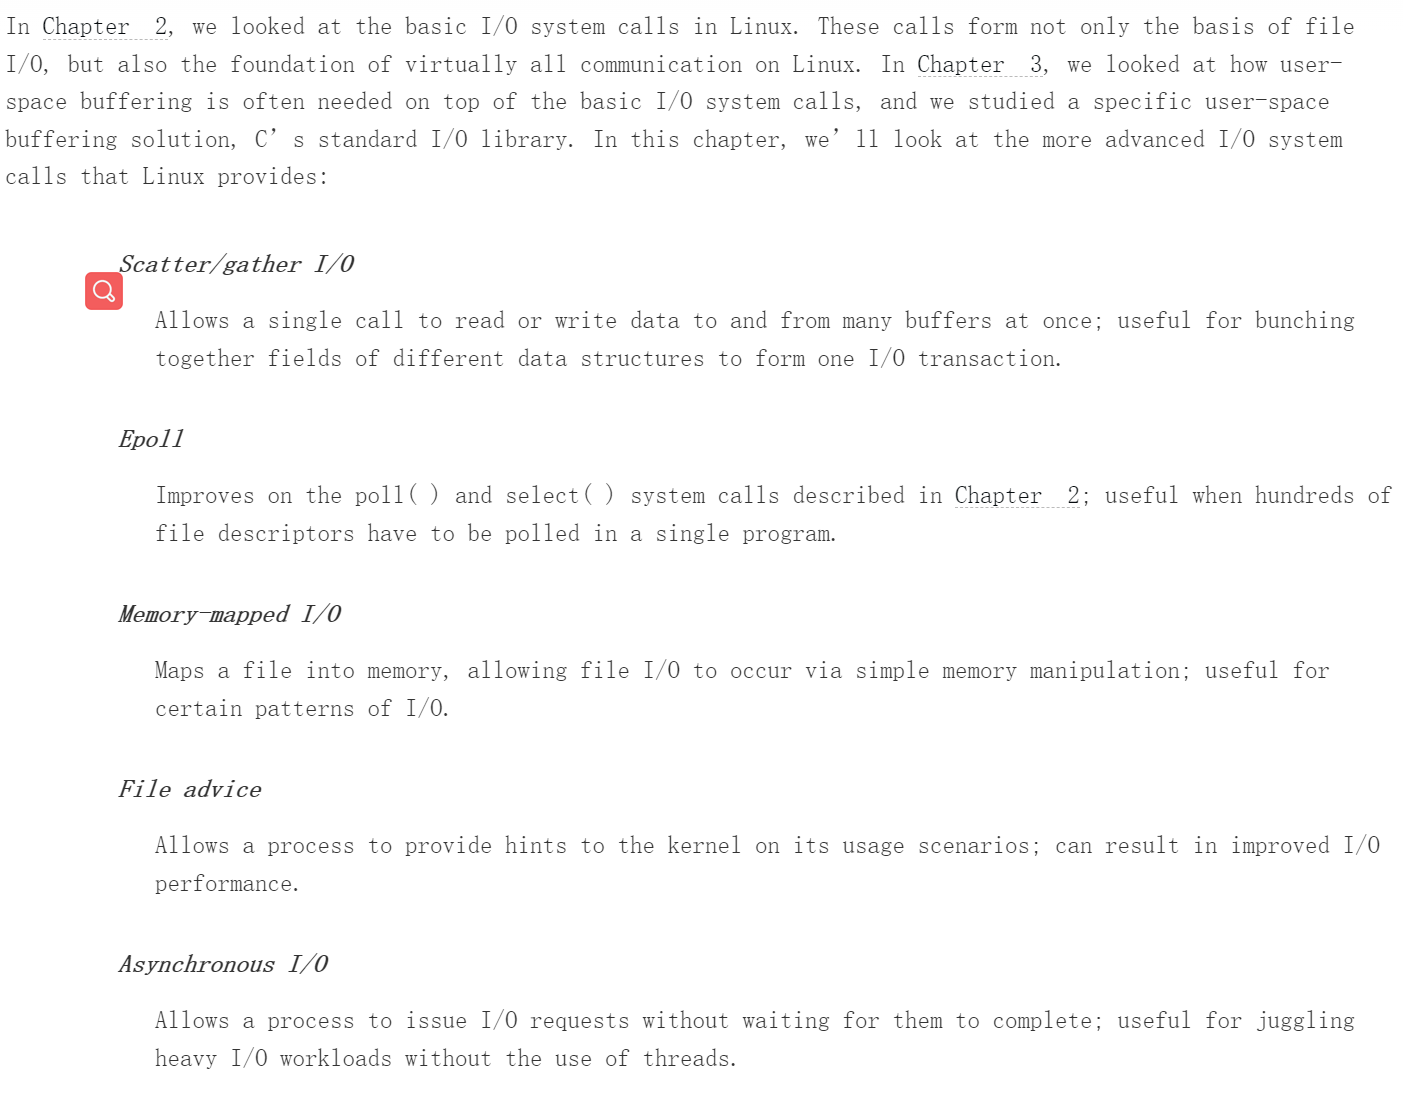 In Chapter 2, we looked at the basic I/O system calls in Linux. These calls form not only the basis of file
I/O, but also the foundation of virtually all communication on Linux. In Chapter 3, we looked at how user-
space buffering is often needed on top of the basic I/O system calls, and we studied a specific user-space
buffering solution, C’s standard I/O library. In this chapter, we’ll look at the more advanced I/O system
calls that Linux provides:
Scatter/gather I/O
Allows a single call to read or write data to and from many buffers at once; useful for bunching
together fields of different data structures to form one I/O transaction.
Epoll
Improves on the poll( ) and select( ) system calls described in Chapter 2; useful when hundreds of
file descriptors have to be polled in a single program.
Memory-mapped I/O
Maps a file into memory, allowing file I/O to occur via simple memory manipulation; useful for
certain patterns of I/O.
File advice
Allows a process to provide hints to the kernel on its usage scenarios; can result in improved I/O
performance.
Asynchronous I/O
Allows a process to issue I/O requests without waiting for them to complete; useful for juggling
heavy I/O workloads without the use of threads.